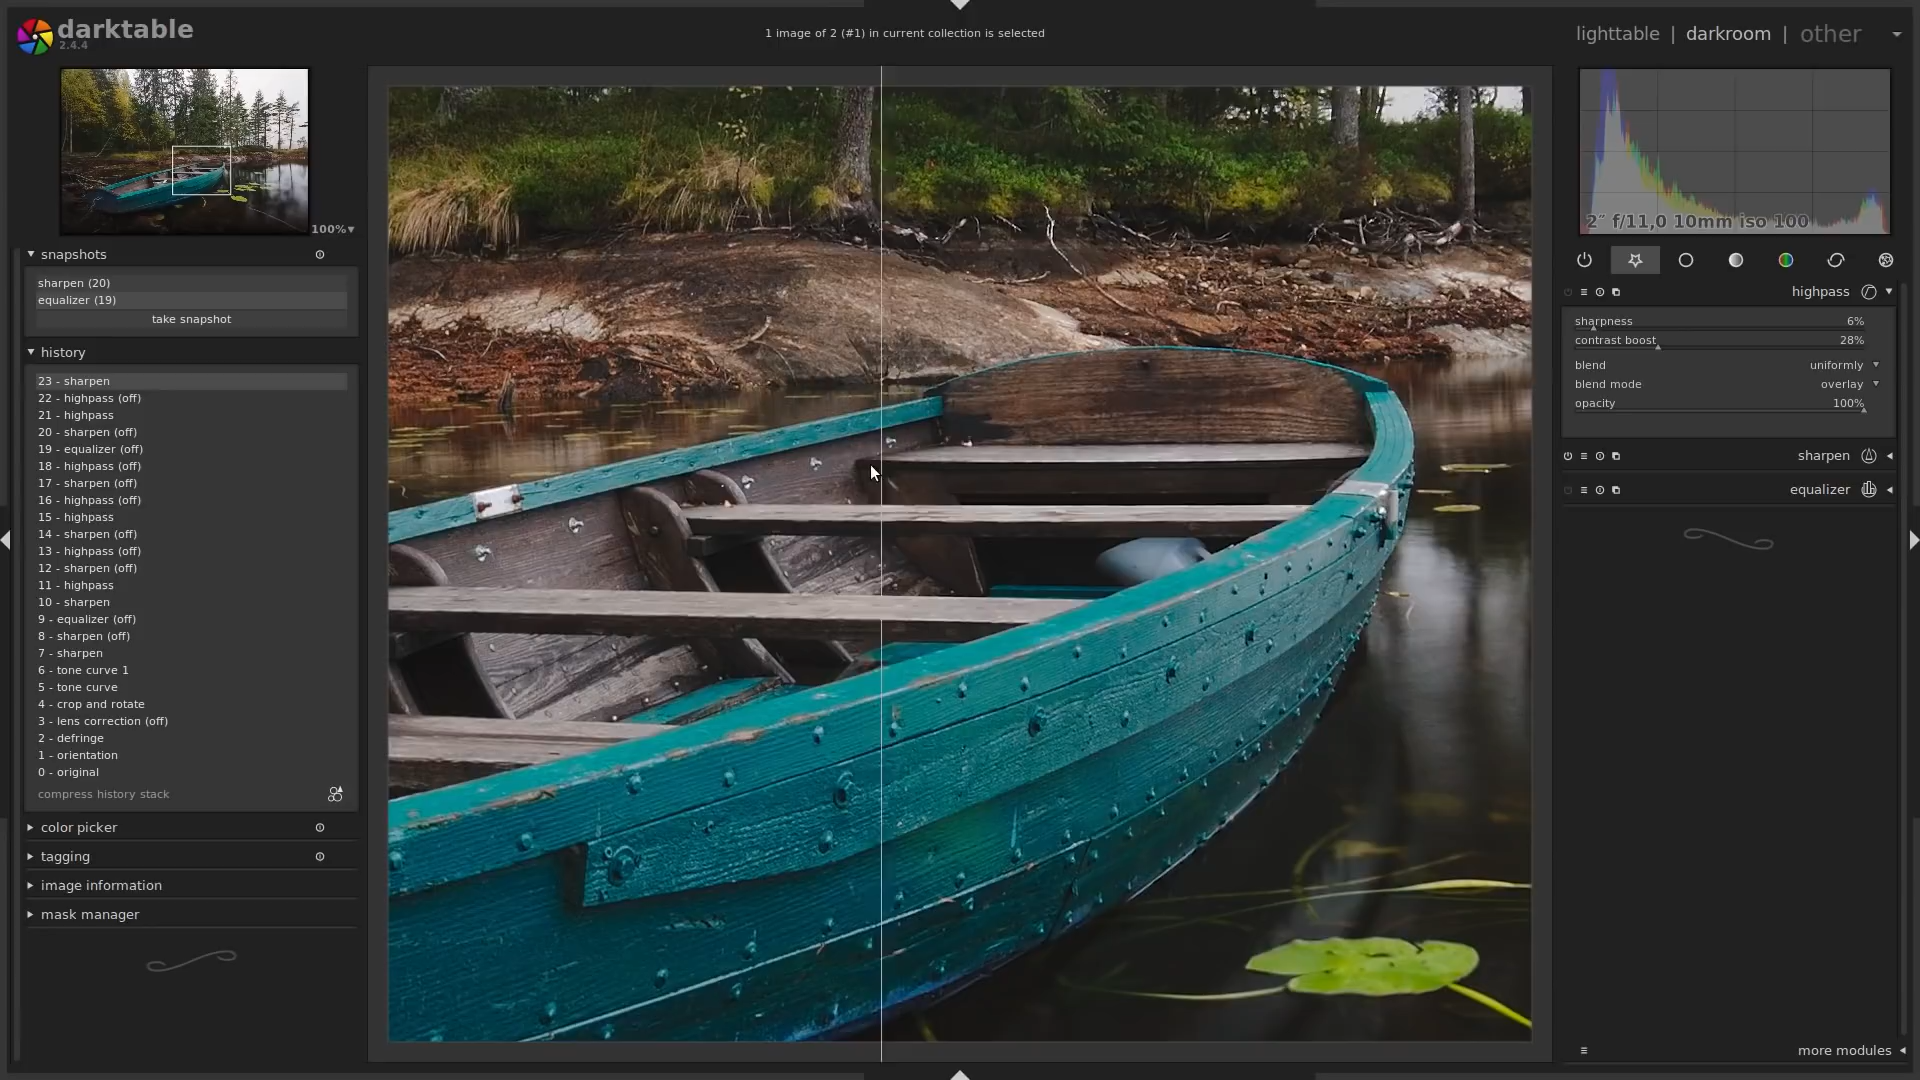 darktable
2.4.4
1 image of 2 (#1) in current collection is selected
lighttable | darkroom | other
100%
snapshots
sharpen (20)
equalizer (19)
take snapshot
history
23 - sharpen
22 - highpass (off)
21 - highpass
20 - sharpen (off)
19 - equalizer (off)
18 - highpass (off)
17 - sharpen (off)
16 - highpass (off)
15 - highpass
14 - sharpen (off)
13 - highpass (off)
12 - sharpen (off)
11 - highpass
10 - sharpen
9 - equalizer (off)
8 - sharpen (off)
7 - sharpen
6 - tone curve 1
5 - tone curve
4 - crop and rotate
3 - lens correction (off)
2 - defringe
1 - orientation
0 - original
compress history stack
color picker
tagging
image information
mask manager
2″ f/11,0 10mm iso 100
highpass
sharpness 6%
contrast boost 28%
blend uniformly
blend mode overlay
opacity 100%
sharpen
equalizer
more modules